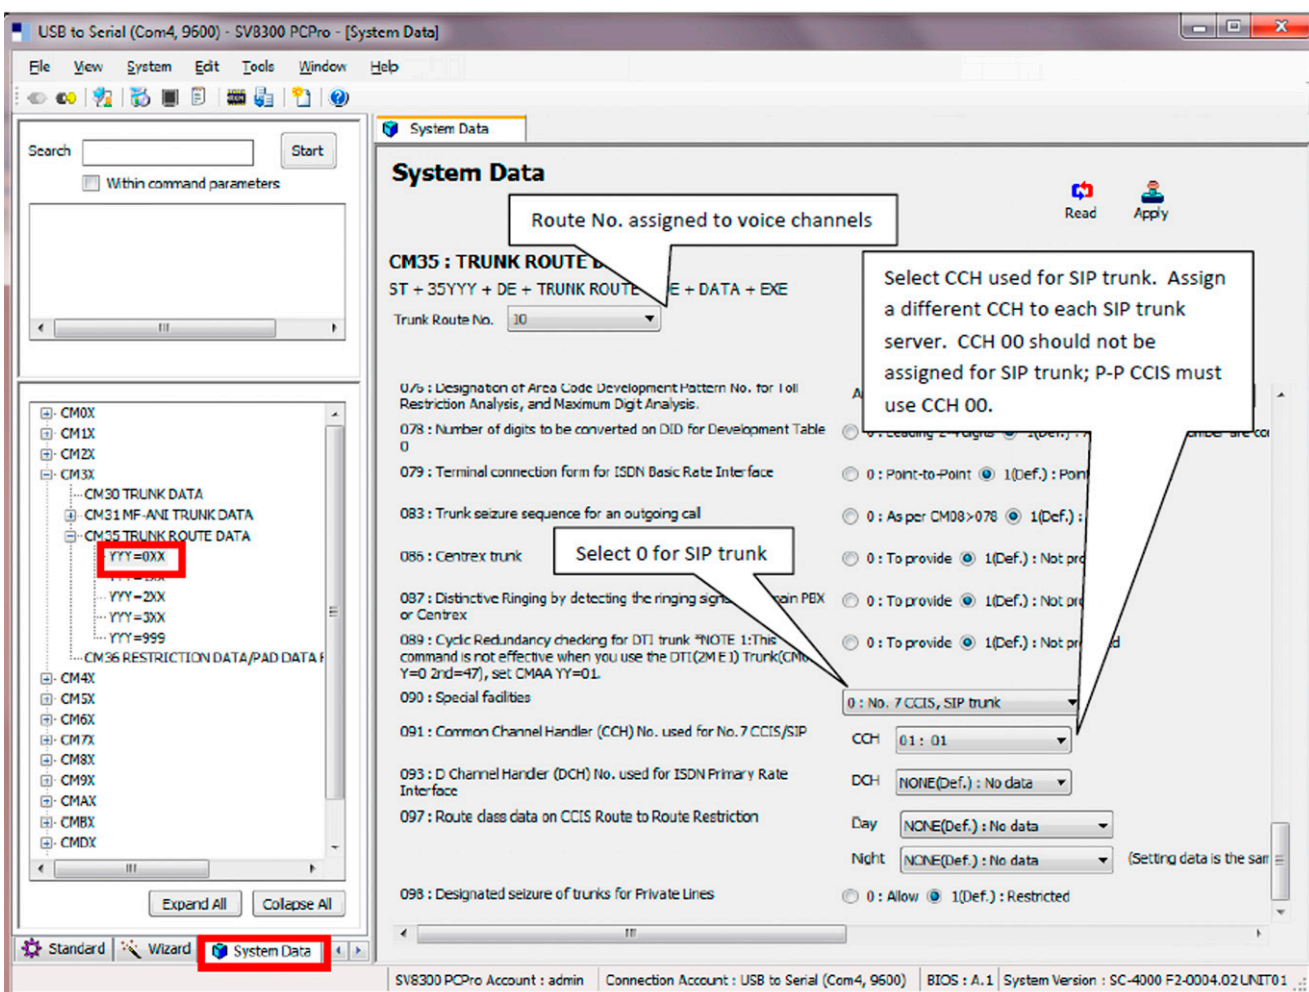 USB to Serial (Com4, 9600) - SV8300 PCPro - [System Data]
File View System Edit Tools Window Help
Search
Start
Within command parameters
CM0X
CM1X
CM2X
CM3X
CM30 TRUNK DATA
CM31 MF-ANI TRUNK DATA
CM35 TRUNK ROUTE DATA
YYY=0XX
YYY=2XX
YYY=3XX
YYY=999
CM36 RESTRICTION DATA/PAD DATA
CM4X
CM5X
CM6X
CM7X
CM8X
CM9X
CMAX
CMBX
CMDX
Expand All Collapse All
Standard Wizard System Data
System Data
System Data
Read Apply
Route No. assigned to voice channels
CM35 : TRUNK ROUTE
ST + 35YYY + DE + TRUNK ROUTE DE + DATA + EXE
Trunk Route No. 10
Select CCH used for SIP trunk. Assign
a different CCH to each SIP trunk
server. CCH 00 should not be
assigned for SIP trunk; P-P CCIS must
use CCH 00.
076 : Designation of Area Code Development Pattern No. for Toll
Restriction Analysis, and Maximum Digit Analysis.
078 : Number of digits to be converted on DID for Development Table
0
079 : Terminal connection form for ISDN Basic Rate Interface
0 : Point-to-Point 1(Def.) :
083 : Trunk seizure sequence for an outgoing call
0 : As per CM08>078 1(Def.) :
Select 0 for SIP trunk
086 : Centrex trunk
0 : To provide 1(Def.) : Not
087 : Distinctive Ringing by detecting the ringing PBX
or Centrex
0 : To provide 1(Def.) : Not
089 : Cyclic Redundancy checking for DTI trunk *NOTE 1:This
command is not effective when you use the DTI(2M E1) Trunk
Y=0 2nd=47), set CMAA YY=01.
0 : To provide 1(Def.) : Not
090 : Special facilities
0 : No. 7 CCIS, SIP trunk
091 : Common Channel Handler (CCH) No. used for No.7 CCIS/SIP
CCH 01 : 01
093 : D Channel Handler (DCH) No. used for ISDN Primary Rate
Interface
DCH NONE(Def.) : No data
097 : Route class data on CCIS Route to Route Restriction
Day NONE(Def.) : No data
Night NONE(Def.) : No data (Setting data is the
098 : Designated seizure of trunks for Private Lines
0 : Allow 1(Def.) : Restricted
SV8300 PCPro Account : admin Connection Account : USB to Serial (Com4, 9600) BIOS : A.1 System Version : SC-4000 F2-0004.02 UNIT01